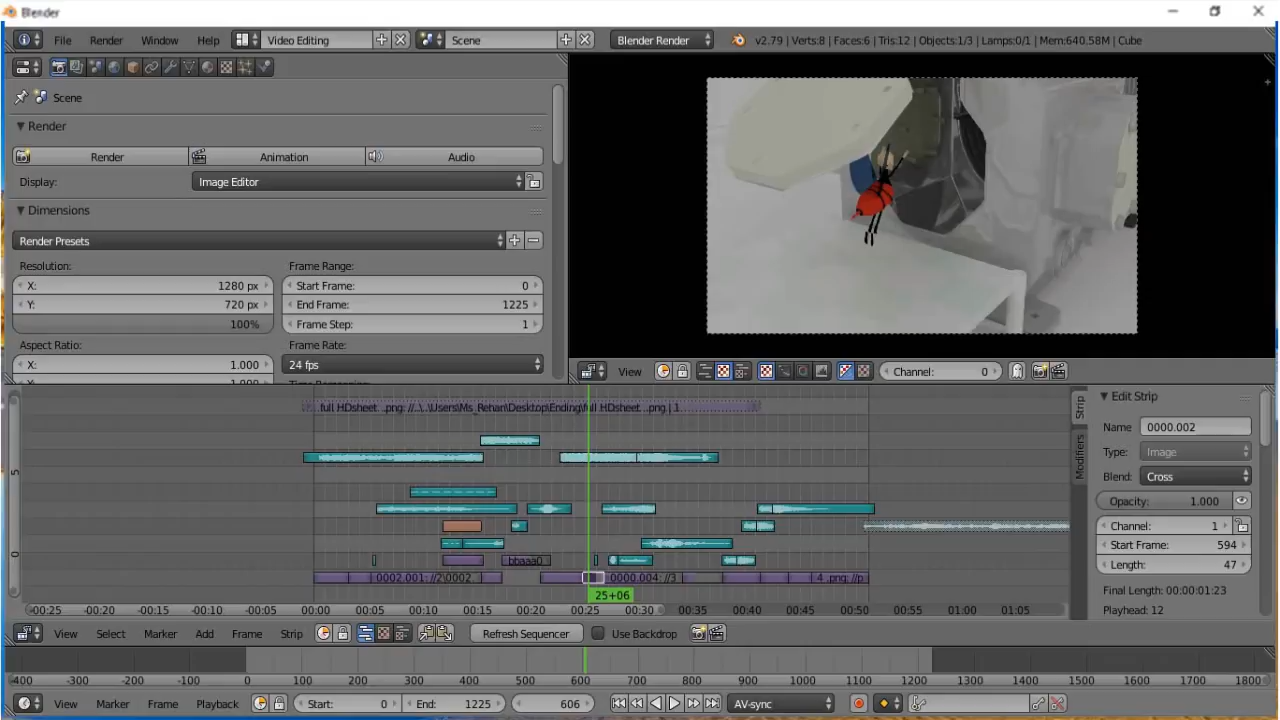 Blender
File Render Window Help Video Editing Scene Blender Render v2.79 | Verts:8 | Faces:6 | Tris:12 | Objects:1/3 | Lamps:0/1 | Mem:640.58M | Cube
Scene
Render
Render Animation Audio
Display: Image Editor
Dimensions
Render Presets
Resolution: Frame Range:
X: 1280 px Start Frame: 0
Y: 720 px End Frame: 1225
100% Frame Step: 1
Aspect Ratio: Frame Rate:
X: 1.000 24 fps
View Channel: 0
full HDsheet...png: //..\..\Users\Ms_Rehan\Desktop\Ending\full HDsheet...png | 1
5
0
bbaaa0
0002.001: //2\0002 0000.004: //3 4 .png: //p
25+06
-00:25 -00:20 -00:15 -00:10 -00:05 00:00 00:05 00:10 00:15 00:20 00:25 00:30 00:35 00:40 00:45 00:50 00:55 01:00 01:05
Strip
Modifiers
Edit Strip
Name 0000.002
Type: Image
Blend: Cross
Opacity: 1.000
Channel: 1
Start Frame: 594
Length: 47
Final Length: 00:00:01:23
Playhead: 12
View Select Marker Add Frame Strip Refresh Sequencer Use Backdrop
-400 -300 -200 -100 0 100 200 300 400 500 600 700 800 900 1000 1100 1200 1300 1400 1500 1600 1700 1800
View Marker Frame Playback Start: 0 End: 1225 606 AV-sync